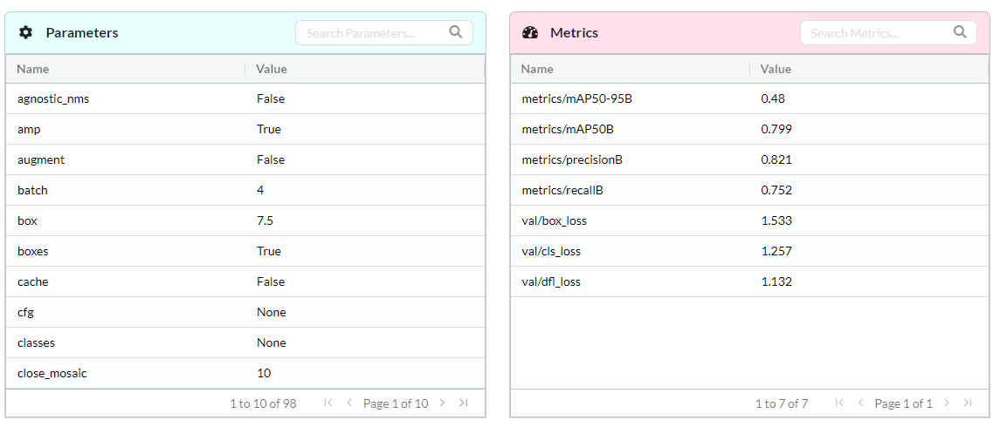 Parameters
Search Parameters...
Name Value
agnostic_nms False
amp True
augment False
batch 4
box 7.5
boxes True
cache False
cfg None
classes None
close_mosaic 10
1 to 10 of 98 Page 1 of 10
Metrics
Search Metrics...
Name Value
metrics/mAP50-95B 0.48
metrics/mAP50B 0.799
metrics/precisionB 0.821
metrics/recallB 0.752
val/box_loss 1.533
val/cls_loss 1.257
val/dfl_loss 1.132
1 to 7 of 7 Page 1 of 1